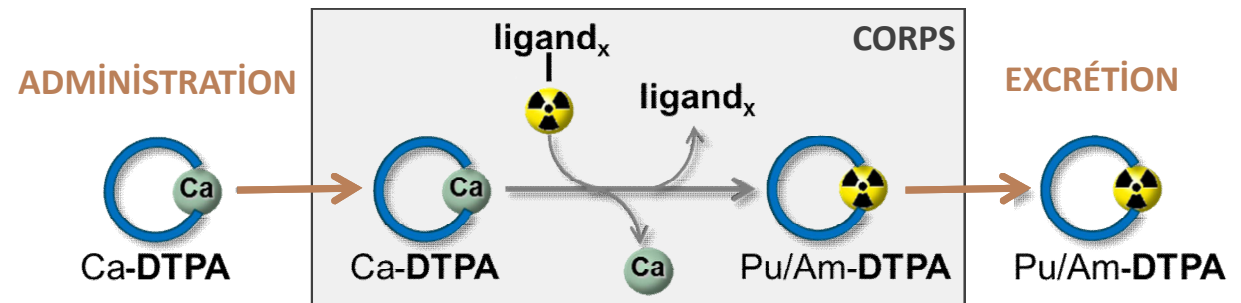 ligandx
CORPS
ADMİNİSTRATİON
ligandx
EXCRÉTİON
Ca
Ca
Ca-DTPA
Ca-DTPA
Ca
Pu/Am-DTPA
Pu/Am-DTPA